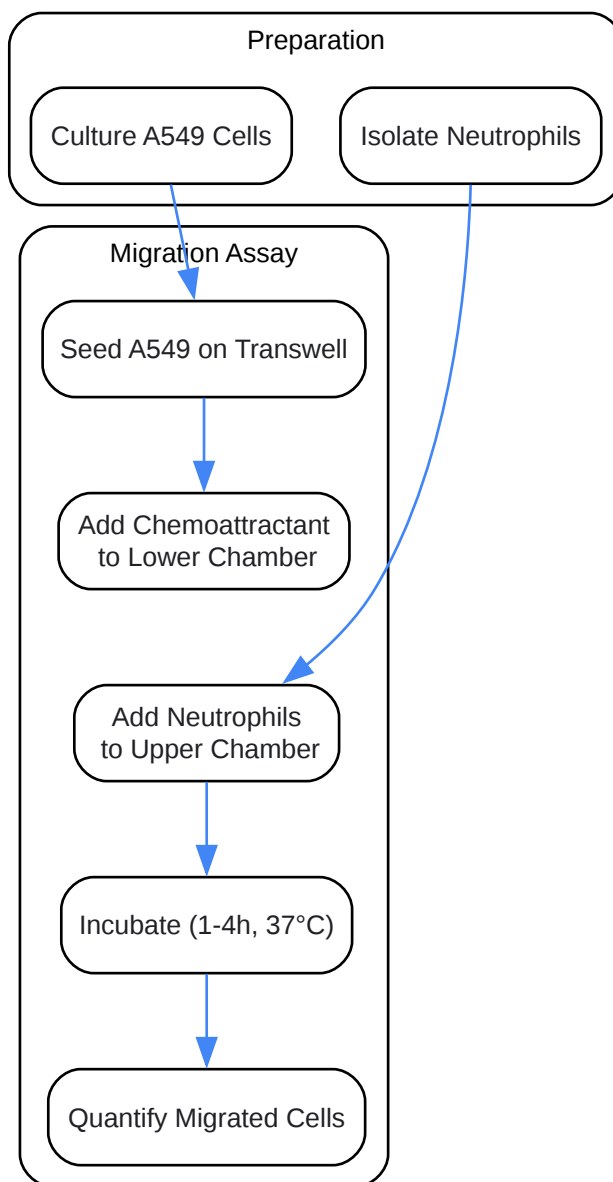 Preparation
Culture A549 Cells
Isolate Neutrophils
Migration Assay
Seed A549 on Transwell
Add Chemoattractant
to Lower Chamber
Add Neutrophils
to Upper Chamber
Incubate (1-4h, 37°C)
Quantify Migrated Cells